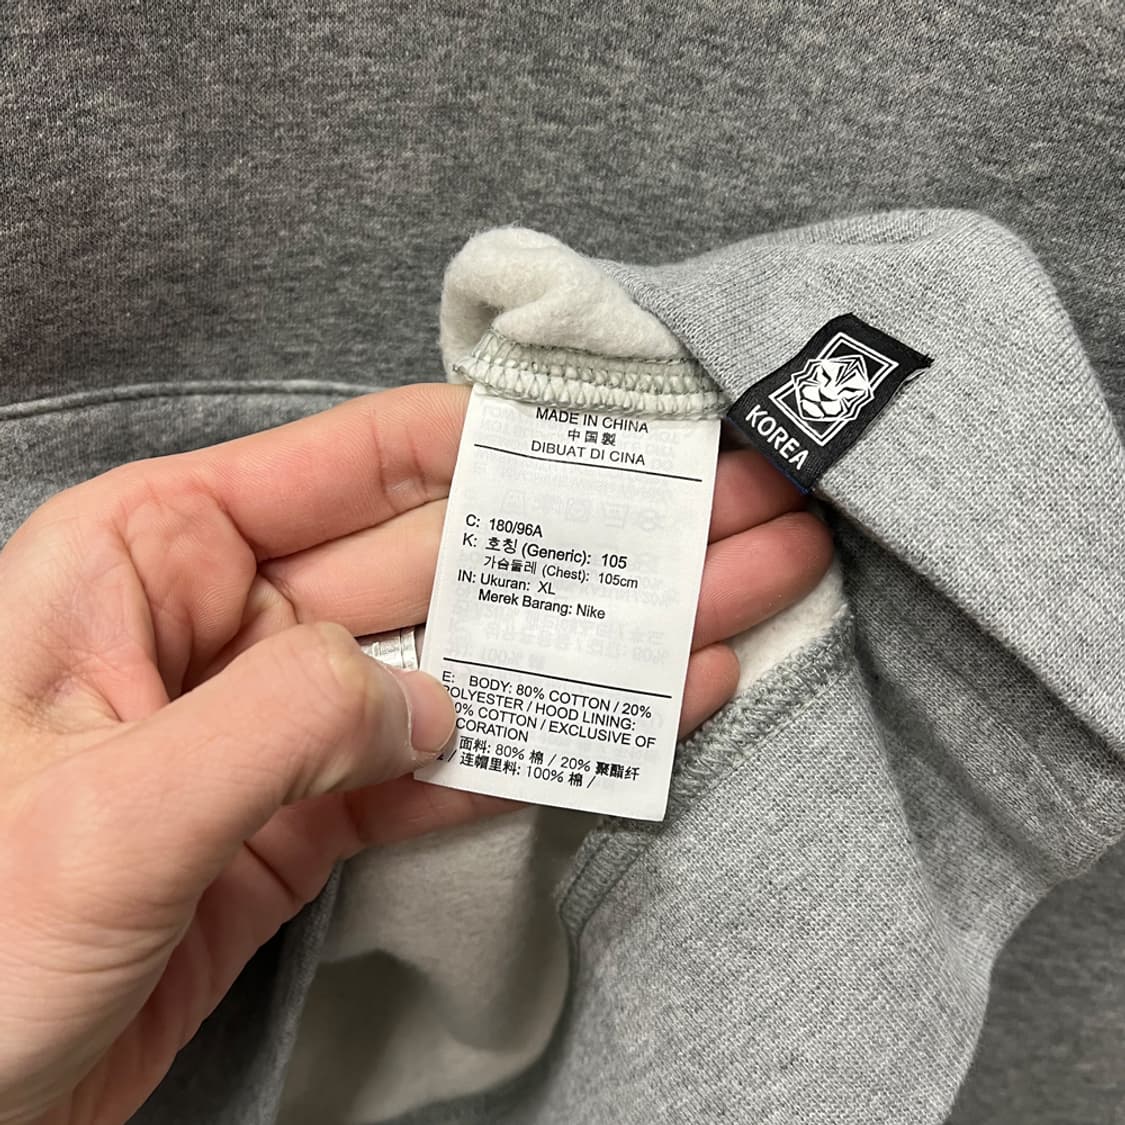 MADE IN CHINA
中国製
DIBUAT DI CINA
C: 180/96A
K: 호칭 (Generic): 105
가슴둘레 (Chest): 105cm
IN: Ukuran: XL
Merek Barang: Nike
E: BODY: 80% COTTON / 20%
POLYESTER / HOOD LINING:
0% COTTON / EXCLUSIVE OF
CORATION
面料: 80% 棉 / 20% 聚酯纤
/ 连帽里料: 100% 棉 /
KOREA